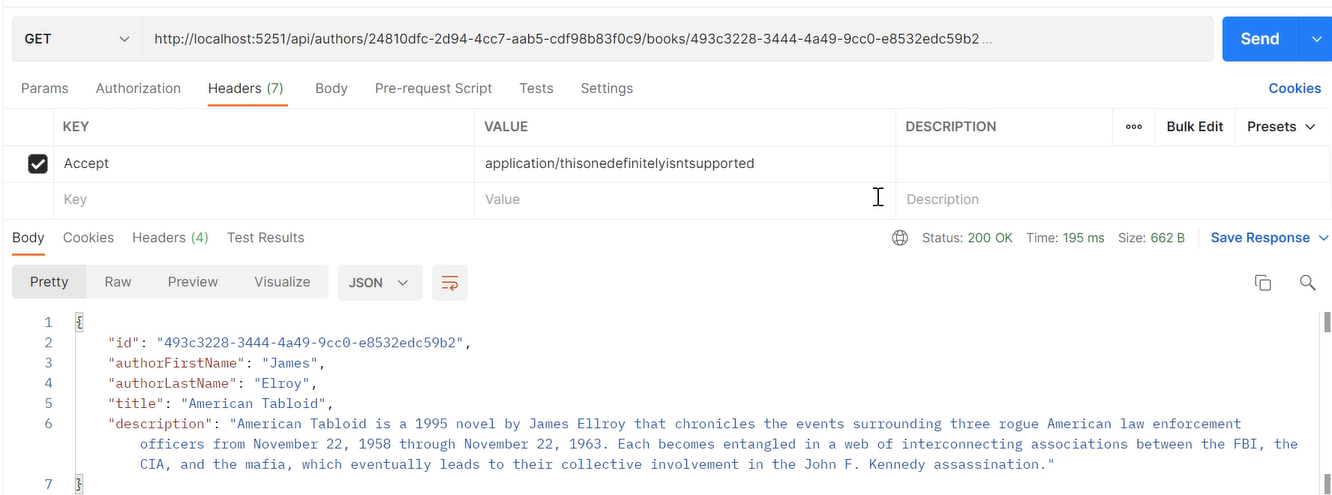 GET http://localhost:5251/api/authors/24810dfc-2d94-4cc7-aab5-cdf98b83f0c9/books/493c3228-3444-4a49-9cc0-e8532edc59b2 ... Send
Params Authorization Headers (7) Body Pre-request Script Tests Settings Cookies
KEY VALUE DESCRIPTION ooo Bulk Edit Presets
Accept application/thisonedefinitelyisntsupported
Key Value Description
Body Cookies Headers (4) Test Results Status: 200 OK Time: 195 ms Size: 662 B Save Response
Pretty Raw Preview Visualize JSON
1 {
2 "id": "493c3228-3444-4a49-9cc0-e8532edc59b2",
3 "authorFirstName": "James",
4 "authorLastName": "Elroy",
5 "title": "American Tabloid",
6 "description": "American Tabloid is a 1995 novel by James Ellroy that chronicles the events surrounding three rogue American law enforcement
officers from November 22, 1958 through November 22, 1963. Each becomes entangled in a web of interconnecting associations between the FBI, the
CIA, and the mafia, which eventually leads to their collective involvement in the John F. Kennedy assassination."
7 }